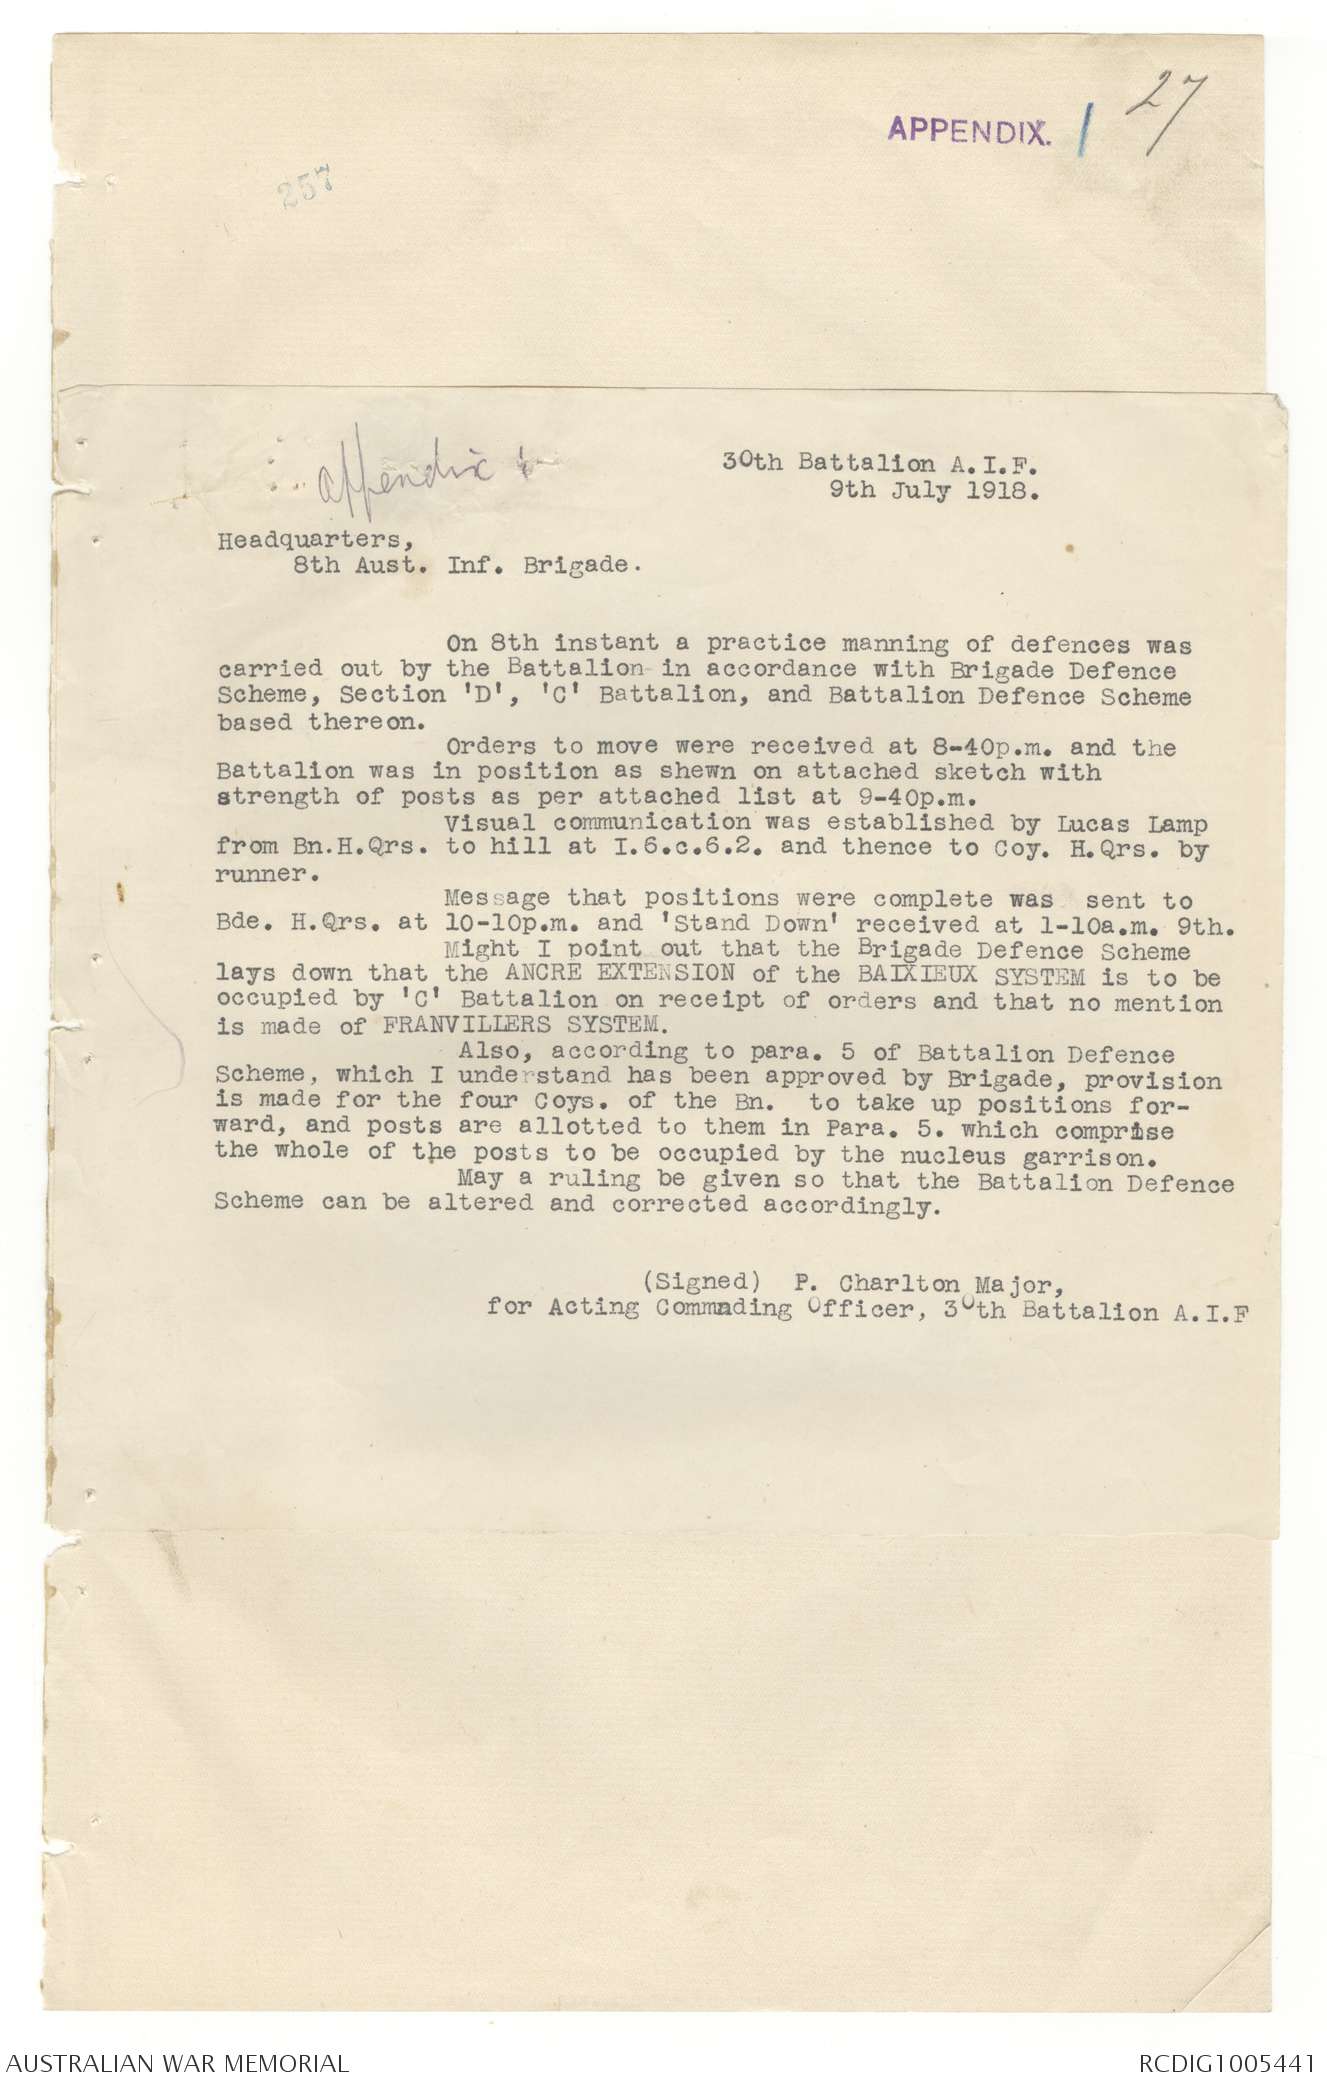 27
APPENDIX. 1
257
appendix
30th Battalion A.I.F.
9th July 1918.
Headquarters,
8th Aust. Inf. Brigade.
On 8th instant a practice manning of defences was
carried out by the Battalion in accordance with Brigade Defence
Scheme, Section 'D', 'C' Battalion, and Battalion Defence Scheme
based thereon.
Orders to move were received at 8-40p.m. and the
Battalion was in position as shewn on attached sketch with
strength of posts as per attached list at 9-40p.m.
Visual communication was established by Lucas Lamp
from Bn.H.Qrs. to hill at I.6.c.6.2. and thence to Coy. H.Qrs. by
runner.
Message that positions were complete was sent to
Bde. H.Qrs. at 10-10p.m. and 'Stand Down' received at 1-10a.m. 9th.
Might I point out that the Brigade Defence Scheme
lays down that the ANCRE EXTENSION of the BAIXIEUX SYSTEM is to be
occupied by 'C' Battalion on receipt of orders and that no mention
is made of FRANVILLERS SYSTEM.
Also, according to para. 5 of Battalion Defence
Scheme, which I understand has been approved by Brigade, provision
is made for the four Coys. of the Bn. to take up positions for-
ward, and posts are allotted to them in Para. 5. which comprise
the whole of the posts to be occupied by the nucleus garrison.
May a ruling be given so that the Battalion Defence
Scheme can be altered and corrected accordingly.
(Signed) P. Charlton Major,
for Acting Commnding Officer, 30th Battalion A.I.F
AUSTRALIAN WAR MEMORIAL
RCDIG1005441